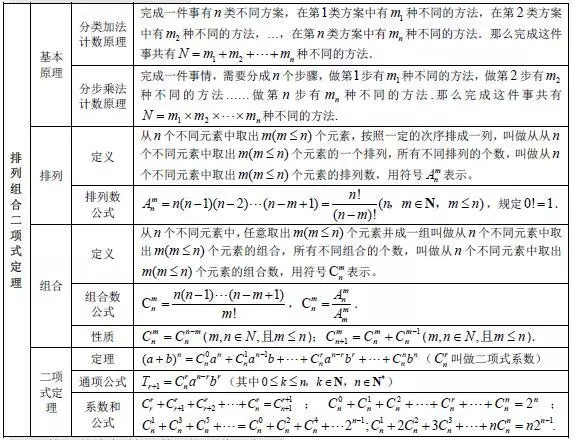 排列组合二项式定理
基本
原理
分类加法
计数原理
完成一件事有n类不同方案，在第1类方案中有m₁种不同的方法，在第2类方案
中有m₂种不同的方法，…，在第n类方案中有mₙ种不同的方法．那么完成这件
事共有 N = m₁ + m₂ + ⋯ + mₙ 种不同的方法．
分步乘法
计数原理
完成一件事情，需要分成n个步骤，做第1步有m₁种不同的方法，做第2步有m₂
种不同的方法……做第n步有mₙ种不同的方法.那么完成这件事共有
N = m₁ × m₂ × ⋯ × mₙ 种不同的方法.
排列
定义
从n个不同元素中取出m(m ≤ n)个元素，按照一定的次序排成一列，叫做从从n
个不同元素中取出m(m ≤ n)个元素的一个排列，所有不同排列的个数，叫做从n
个不同元素中取出m(m ≤ n)个元素的排列数，用符号 Aₙᵐ 表示。
排列数
公式
Aₙᵐ = n(n−1)(n−2)⋯(n−m+1) = n!/(n−m)! (n, m∈N, m ≤ n)，规定0!=1．
组合
定义
从n个不同元素中，任意取出m(m ≤ n)个元素并成一组叫做从n个不同元素中取
出m(m ≤ n)个元素的组合，所有不同组合的个数，叫做从n个不同元素中取出
m(m ≤ n)个元素的组合数，用符号 Cₙᵐ 表示。
组合数
公式
Cₙᵐ = n(n−1)⋯(n−m+1)/m!，Cₙᵐ = Aₙᵐ/Aₘᵐ．
性质
Cₙᵐ = Cₙⁿ⁻ᵐ (m,n∈N,且m ≤ n)；Cₙ₊₁ᵐ = Cₙᵐ + Cₙᵐ⁻¹ (m,n∈N,且m ≤ n).
二项
式定
理
定理
(a+b)ⁿ = Cₙ⁰aⁿ + Cₙ¹aⁿ⁻¹b + ⋯ + Cₙʳaⁿ⁻ʳbʳ + ⋯ + Cₙⁿbⁿ（Cₙʳ叫做二项式系数）
通项公式
Tᵣ₊₁ = Cₙʳaⁿ⁻ʳbʳ（其中0 ≤ k ≤ n, k∈N, n∈N*）
系数和
公式
Cᵣʳ + Cᵣ₊₁ʳ + Cᵣ₊₂ʳ + ⋯ + Cₙʳ = Cₙ₊₁ʳ⁺¹；Cₙ⁰ + Cₙ¹ + Cₙ² + ⋯ + Cₙʳ + ⋯ + Cₙⁿ = 2ⁿ；
Cₙ¹ + Cₙ³ + Cₙ⁵ + ⋯ = Cₙ⁰ + Cₙ² + Cₙ⁴ + ⋯ 2ⁿ⁻¹; Cₙ¹ + 2Cₙ² + 3Cₙ³ + ⋯ + nCₙⁿ = n2ⁿ⁻¹.